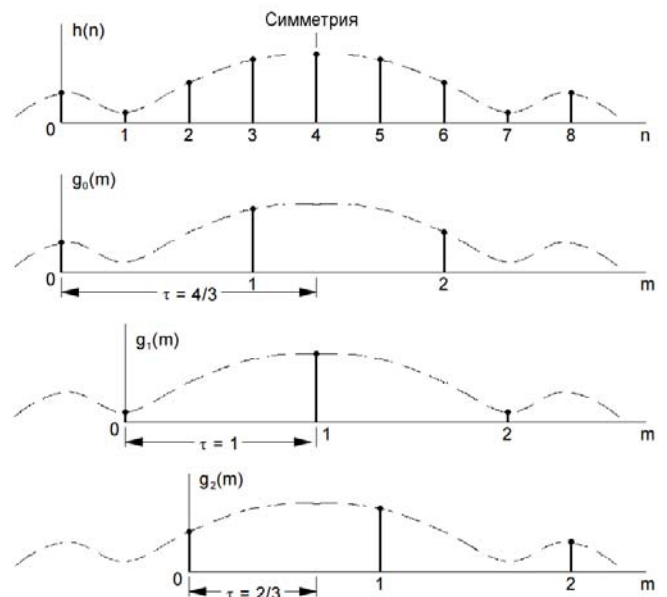 Симметрия
h(n)
0 1 2 3 4 5 6 7 8 n
g₀(m)
0 1 2 m
τ = 4/3
g₁(m)
0 1 2 m
τ = 1
g₂(m)
0 1 2 m
τ = 2/3